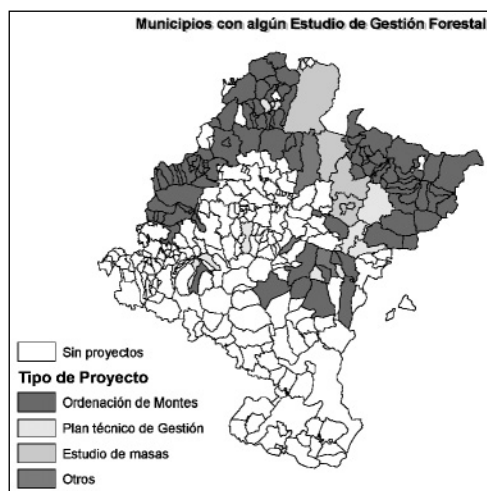 Municipios con algún Estudio de Gestión Forestal
Sin proyectos
Tipo de Proyecto
Ordenación de Montes
Plan técnico de Gestión
Estudio de masas
Otros